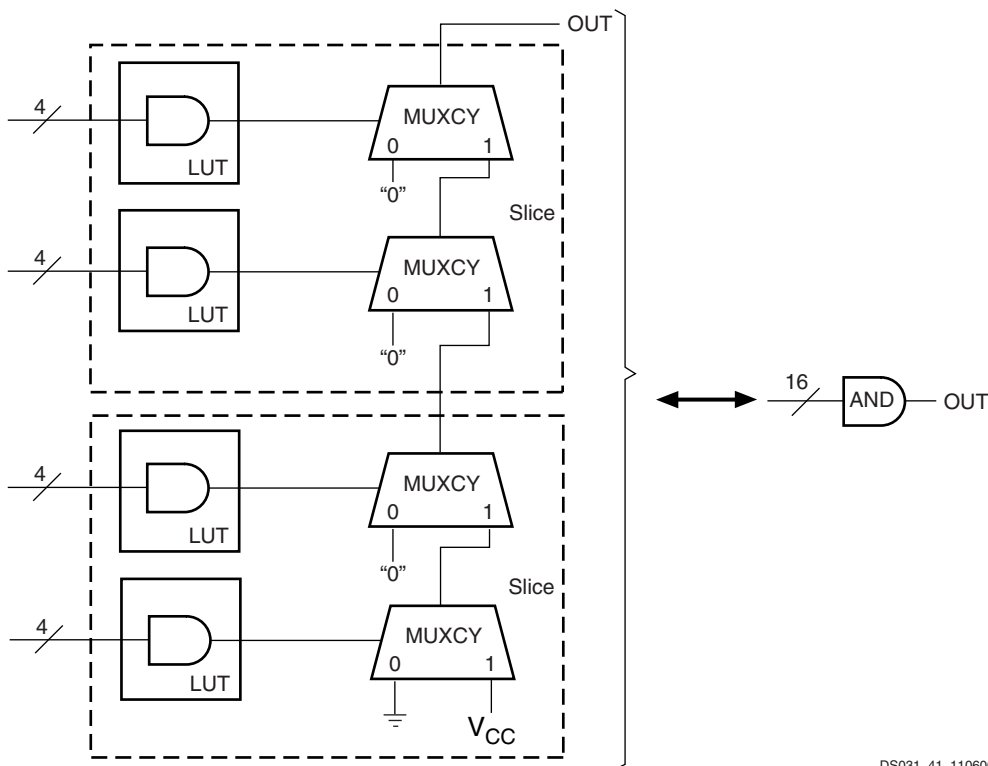 OUT
4
LUT
MUXCY
0 1
“0”
Slice
4
LUT
MUXCY
0 1
“0”
16
AND
OUT
4
LUT
MUXCY
0 1
“0”
Slice
4
LUT
MUXCY
0 1
VCC
DS031_41_110600